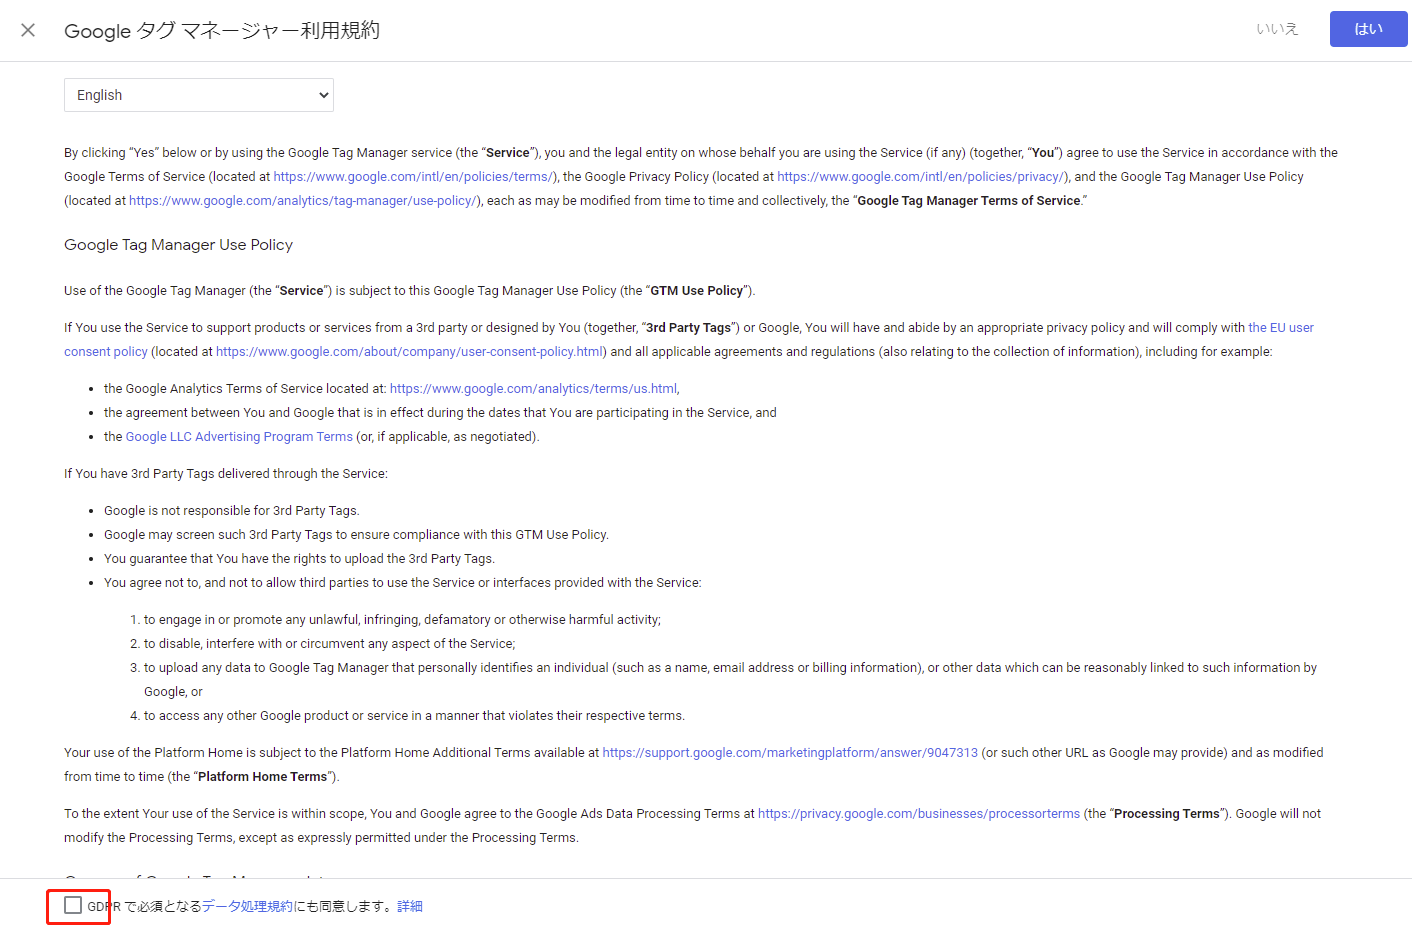 Google タグ マネージャー利用規約
いいえ
はい
English
By clicking “Yes” below or by using the Google Tag Manager service (the “Service”), you and the legal entity on whose behalf you are using the Service (if any) (together, “You”) agree to use the Service in accordance with the
Google Terms of Service (located at https://www.google.com/intl/en/policies/terms/), the Google Privacy Policy (located at https://www.google.com/intl/en/policies/privacy/), and the Google Tag Manager Use Policy
(located at https://www.google.com/analytics/tag-manager/use-policy/), each as may be modified from time to time and collectively, the “Google Tag Manager Terms of Service.”
Google Tag Manager Use Policy
Use of the Google Tag Manager (the “Service”) is subject to this Google Tag Manager Use Policy (the “GTM Use Policy”).
If You use the Service to support products or services from a 3rd party or designed by You (together, “3rd Party Tags”) or Google, You will have and abide by an appropriate privacy policy and will comply with the EU user
consent policy (located at https://www.google.com/about/company/user-consent-policy.html) and all applicable agreements and regulations (also relating to the collection of information), including for example:
• the Google Analytics Terms of Service located at: https://www.google.com/analytics/terms/us.html,
• the agreement between You and Google that is in effect during the dates that You are participating in the Service, and
• the Google LLC Advertising Program Terms (or, if applicable, as negotiated).
If You have 3rd Party Tags delivered through the Service:
• Google is not responsible for 3rd Party Tags.
• Google may screen such 3rd Party Tags to ensure compliance with this GTM Use Policy.
• You guarantee that You have the rights to upload the 3rd Party Tags.
• You agree not to, and not to allow third parties to use the Service or interfaces provided with the Service:
1. to engage in or promote any unlawful, infringing, defamatory or otherwise harmful activity;
2. to disable, interfere with or circumvent any aspect of the Service;
3. to upload any data to Google Tag Manager that personally identifies an individual (such as a name, email address or billing information), or other data which can be reasonably linked to such information by
Google, or
4. to access any other Google product or service in a manner that violates their respective terms.
Your use of the Platform Home is subject to the Platform Home Additional Terms available at https://support.google.com/marketingplatform/answer/9047313 (or such other URL as Google may provide) and as modified
from time to time (the “Platform Home Terms”).
To the extent Your use of the Service is within scope, You and Google agree to the Google Ads Data Processing Terms at https://privacy.google.com/businesses/processorterms (the “Processing Terms”). Google will not
modify the Processing Terms, except as expressly permitted under the Processing Terms.
GDPR で必須となるデータ処理規約にも同意します。詳細